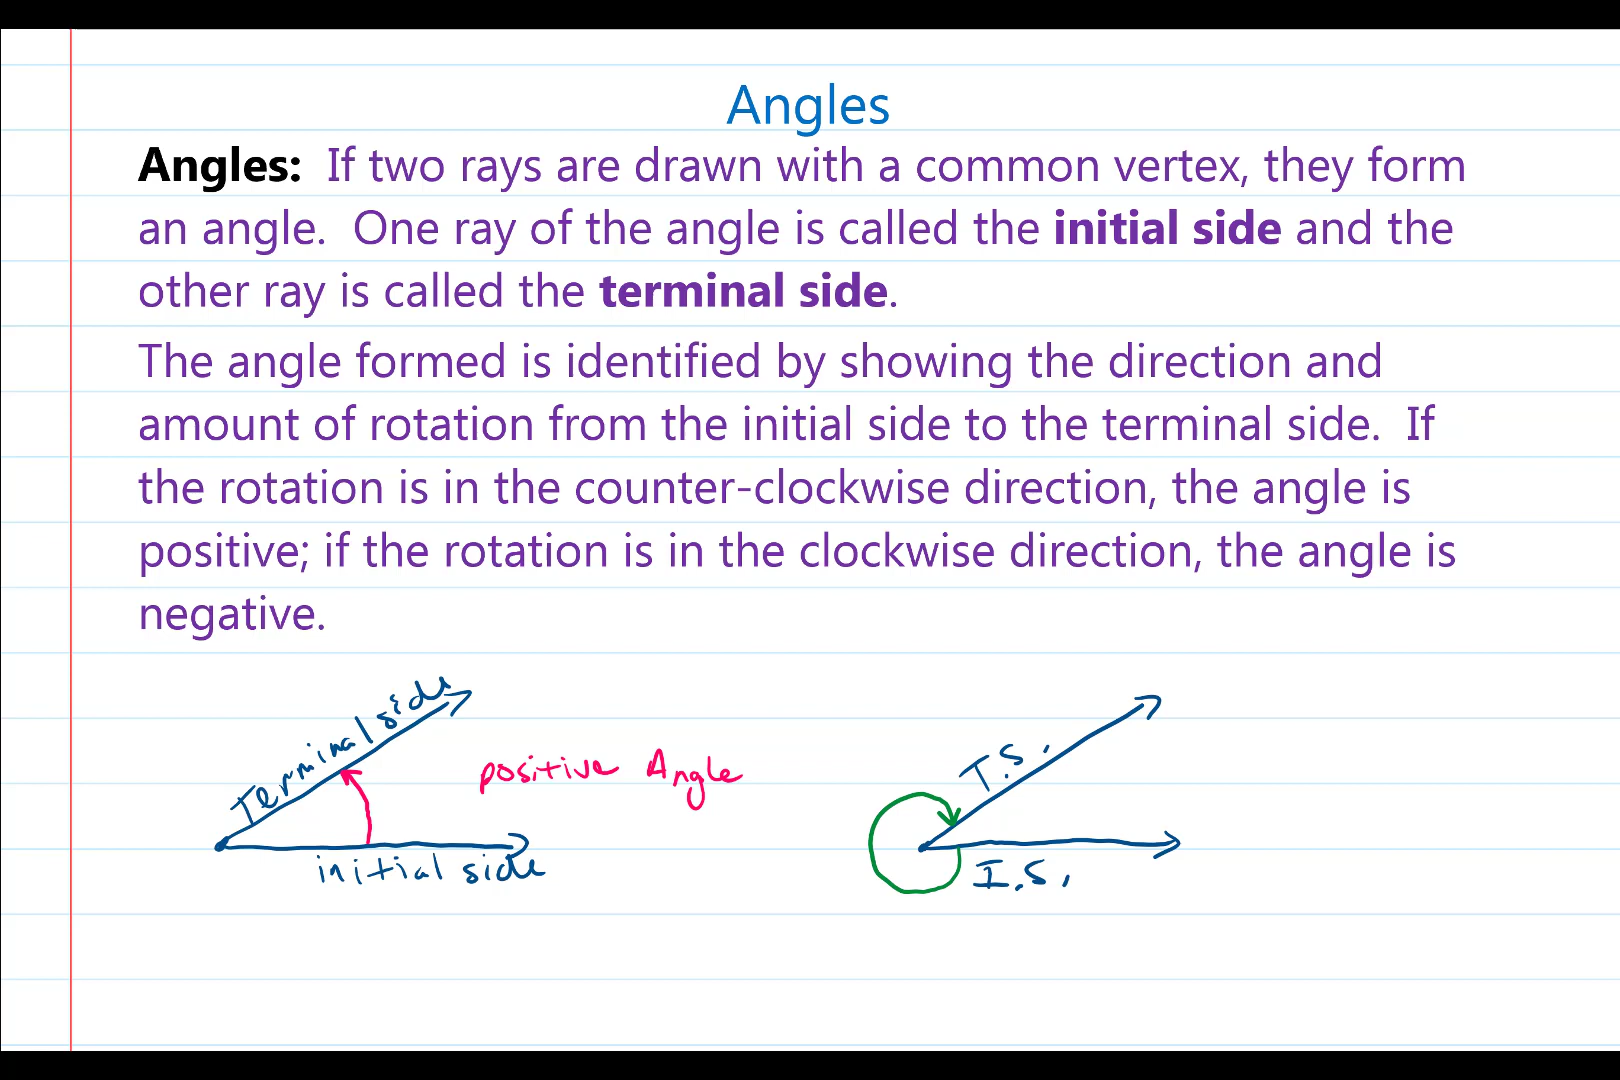 Angles
Angles: If two rays are drawn with a common vertex, they form
an angle. One ray of the angle is called the initial side and the
other ray is called the terminal side.
The angle formed is identified by showing the direction and
amount of rotation from the initial side to the terminal side. If
the rotation is in the counter-clockwise direction, the angle is
positive; if the rotation is in the clockwise direction, the angle is
negative.
Terminal side
positive Angle
initial side
T.S.
I.S.